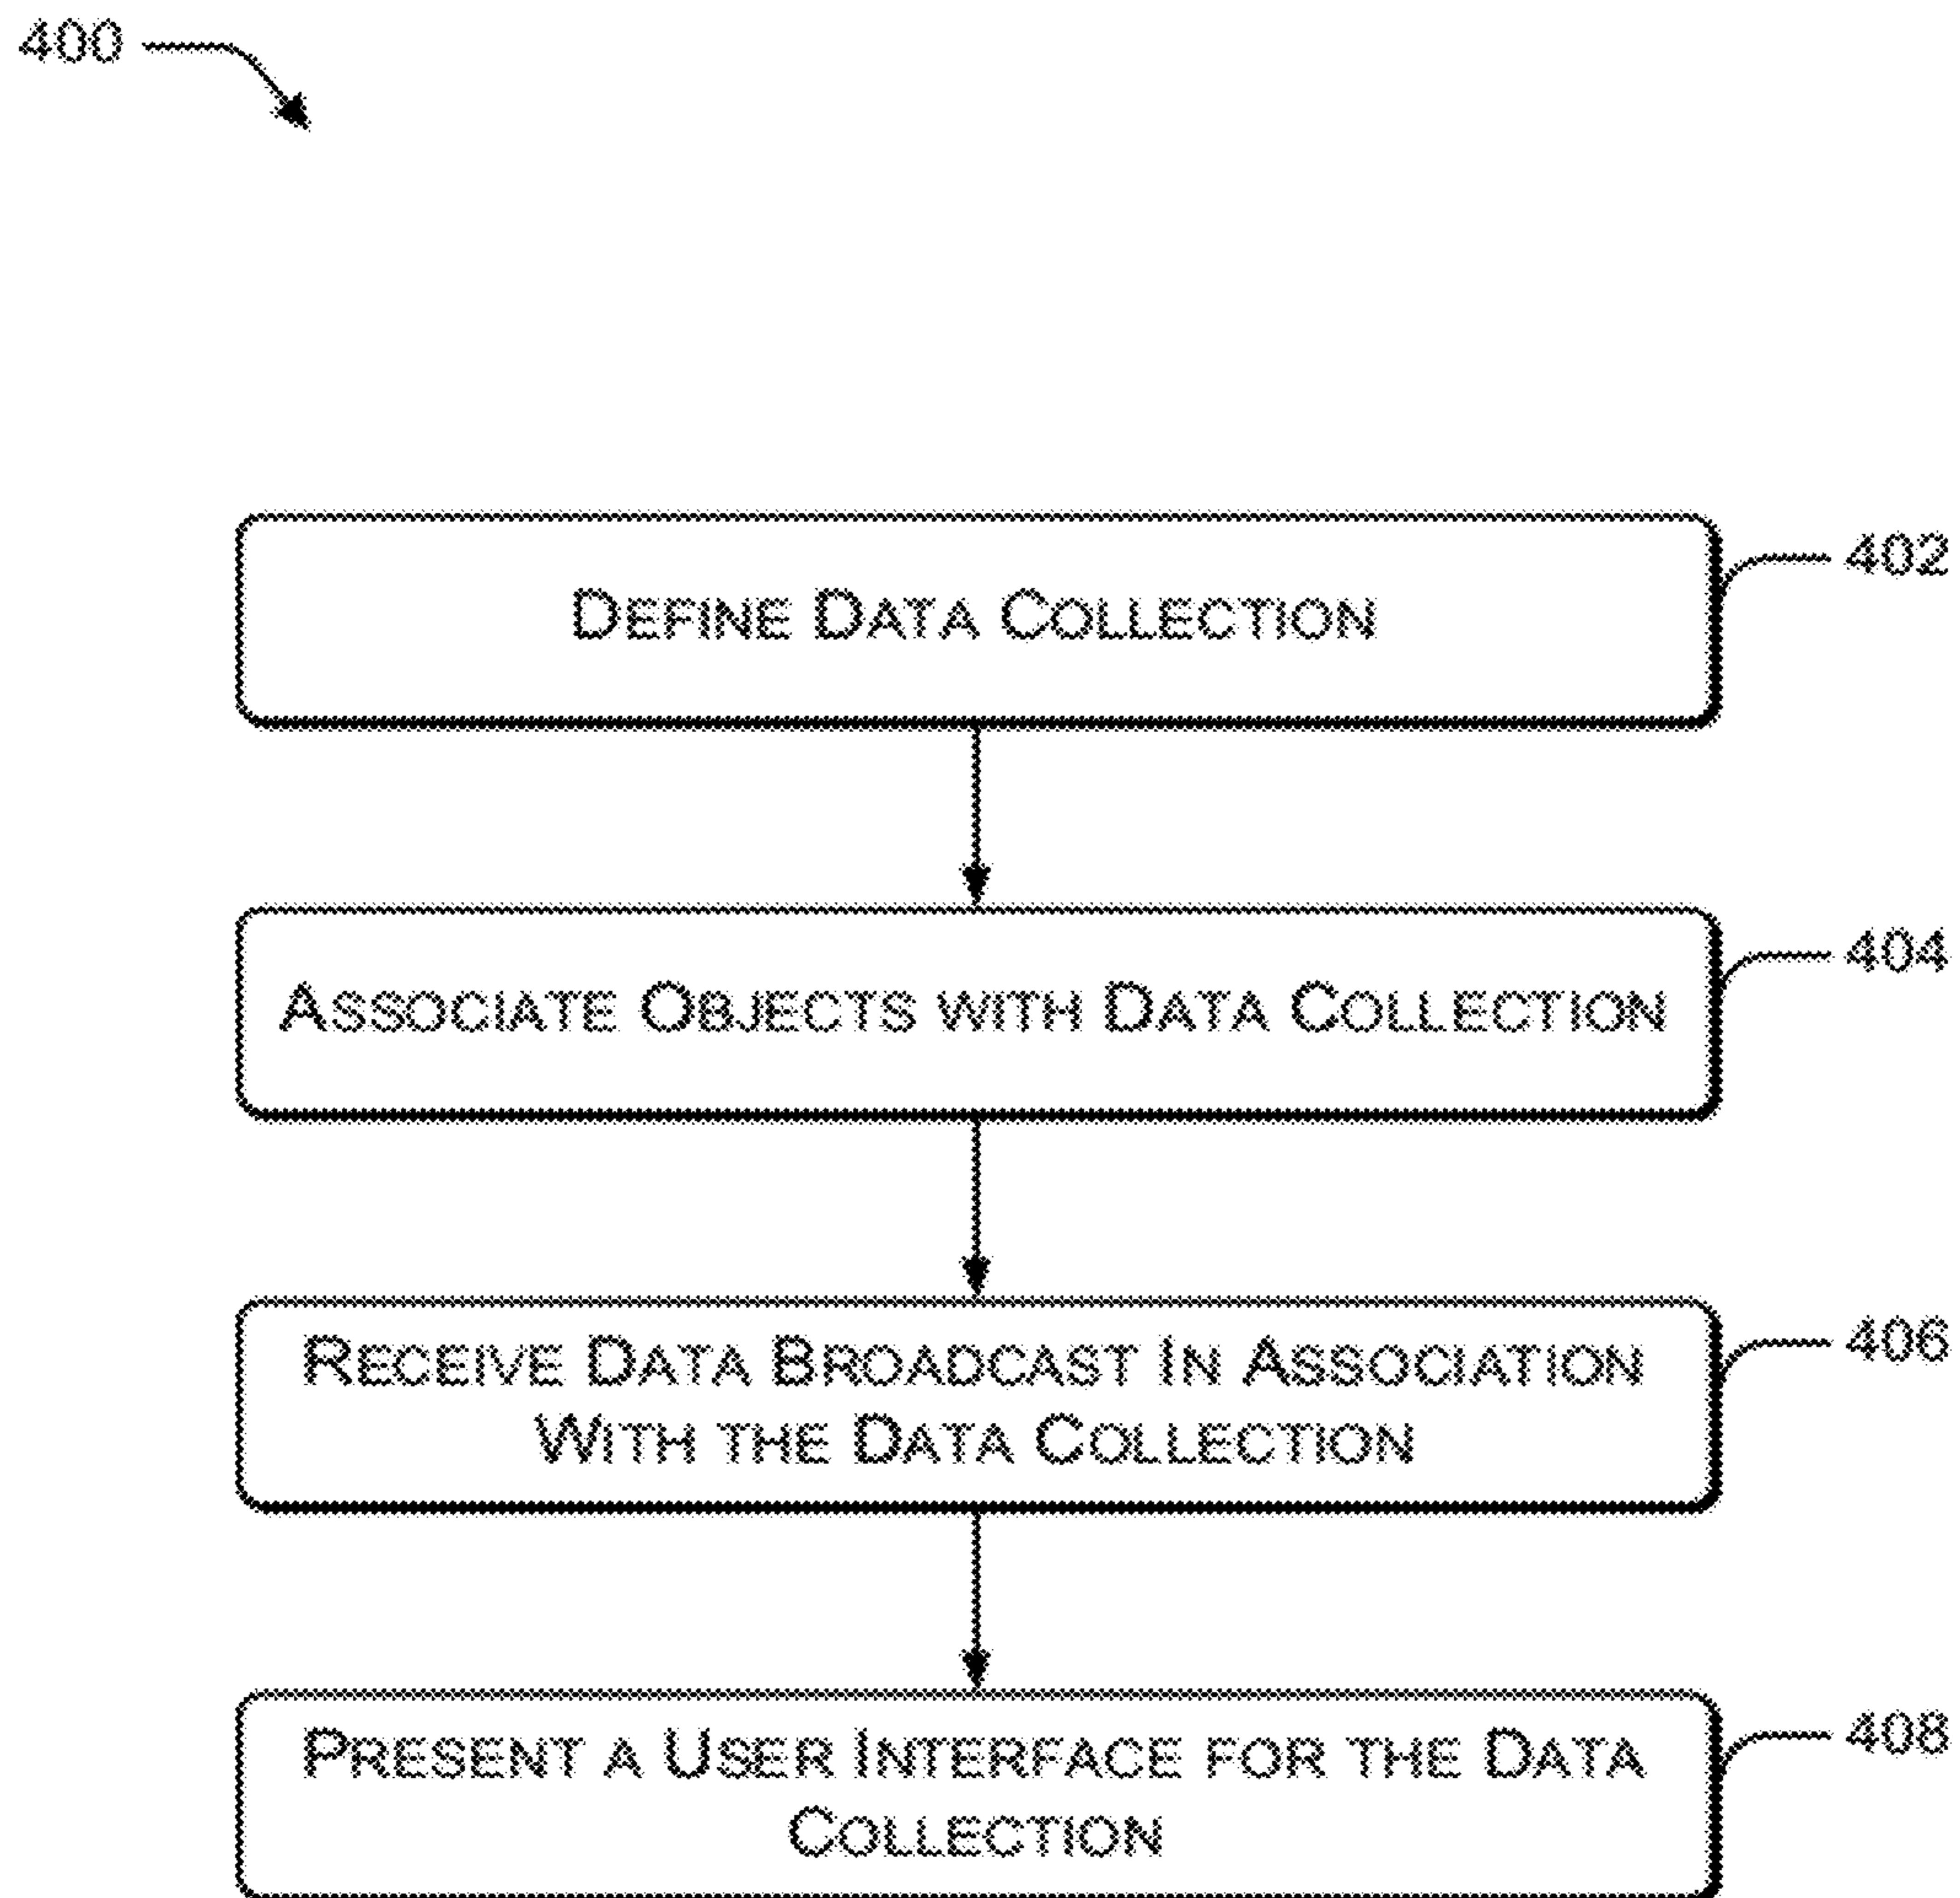 400
DEFINE DATA COLLECTION
402
ASSOCIATE OBJECTS WITH DATA COLLECTION
404
RECEIVE DATA BROADCAST IN ASSOCIATION
WITH THE DATA COLLECTION
406
PRESENT A USER INTERFACE FOR THE DATA
COLLECTION
408